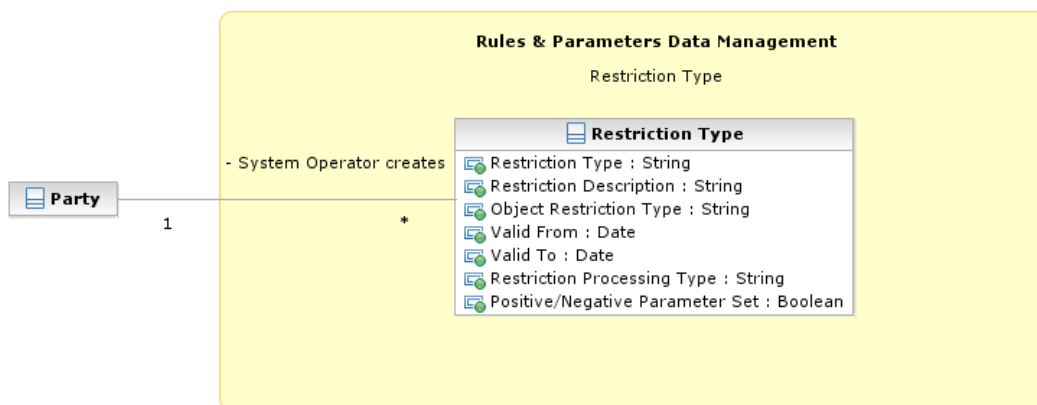 Rules & Parameters Data Management
Restriction Type
Restriction Type
- System Operator creates
Restriction Type : String
Restriction Description : String
Party
Object Restriction Type : String
1
*
Valid From : Date
Valid To : Date
Restriction Processing Type : String
Positive/Negative Parameter Set : Boolean